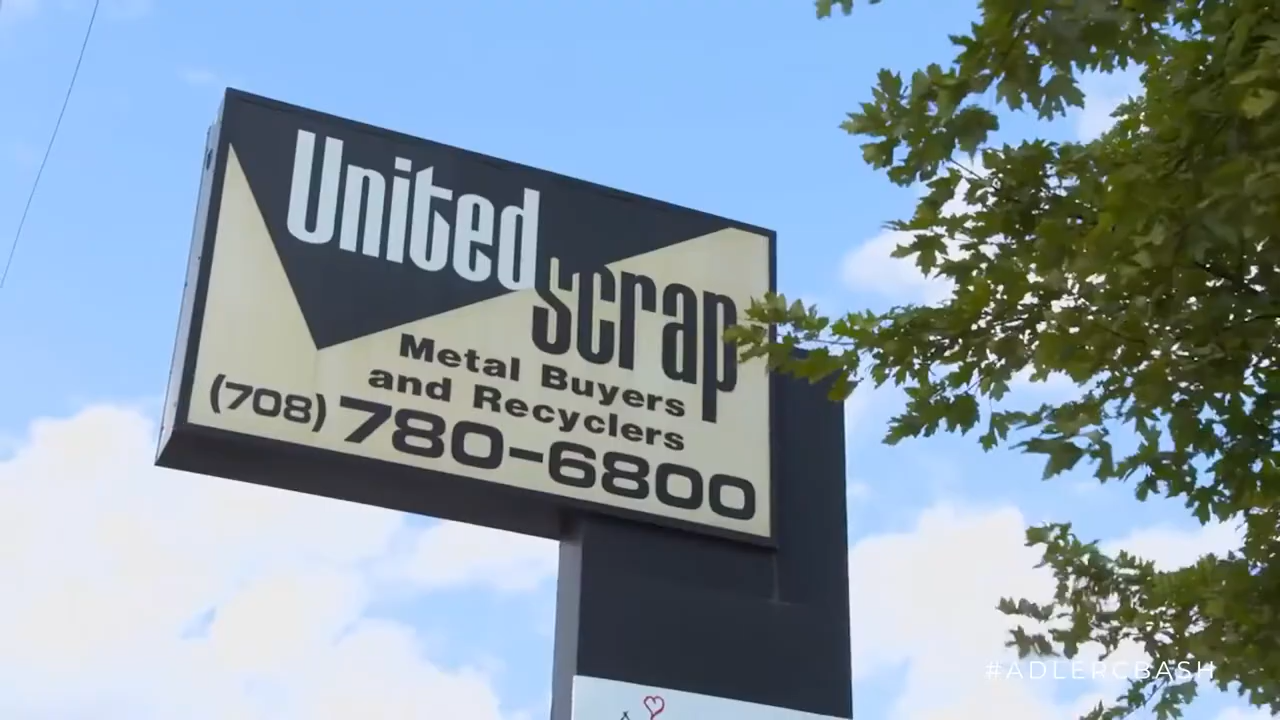 United
scrap
Metal Buyers
and Recyclers
(708) 780-6800
#ADLERCBASH